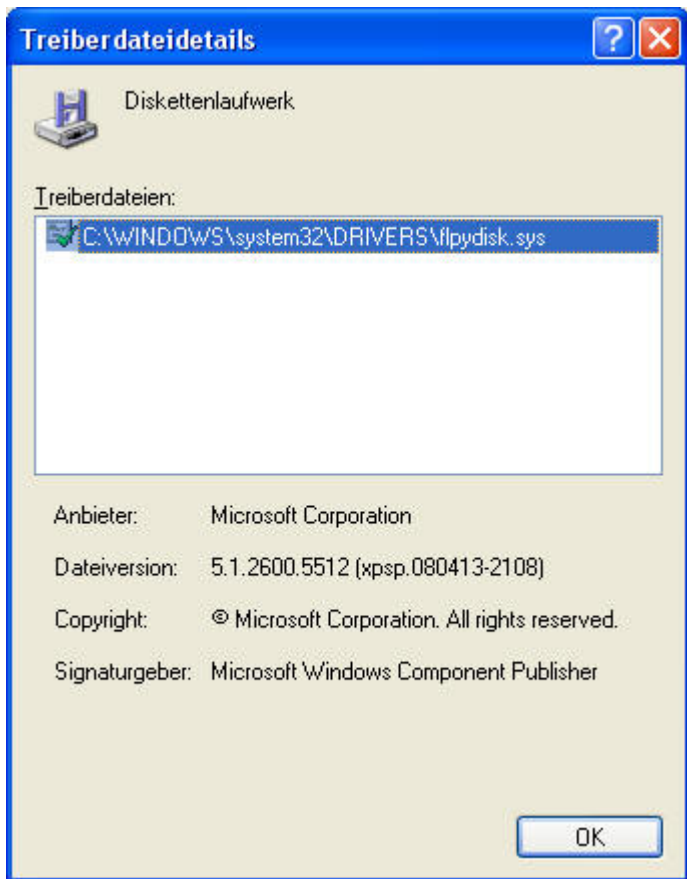 Treiberdateidetails
?
Diskettenlaufwerk
Treiberdateien:
C:\WINDOWS\system32\DRIVERS\flpydisk.sys
Anbieter: Microsoft Corporation
Dateiversion: 5.1.2600.5512 (xpsp.080413-2108)
Copyright: © Microsoft Corporation. All rights reserved.
Signaturgeber: Microsoft Windows Component Publisher
OK